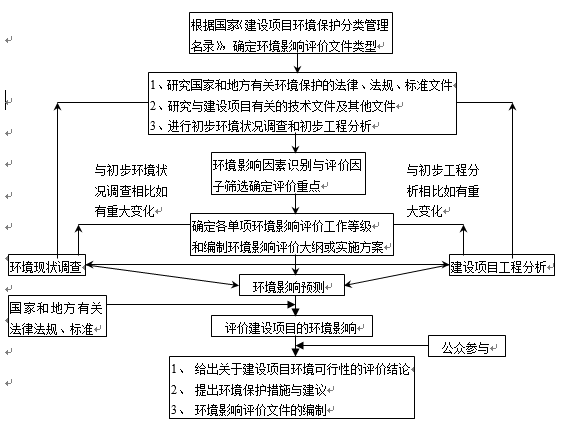 根据国家《建设项目环境保护分类管理
名录》，确定环境影响评价文件类型
1、研究国家和地方有关环境保护的法律、法规、标准文件
2、研究与建设项目有关的技术文件及其他文件
3、进行初步环境状况调查和初步工程分析
环境影响因素识别与评价因
子筛选确定评价重点
与初步环境状
况调查相比如
有重大变化
与初步工程分
析相比如有重
大变化
确定各单项环境影响评价工作等级
和编制环境影响评价大纲或实施方案
环境现状调查
建设项目工程分析
环境影响预测
国家和地方有关
法律法规、标准
评价建设项目的环境影响
公众参与
1、 给出关于建设项目环境可行性的评价结论
2、 提出环境保护措施与建议
3、 环境影响评价文件的编制